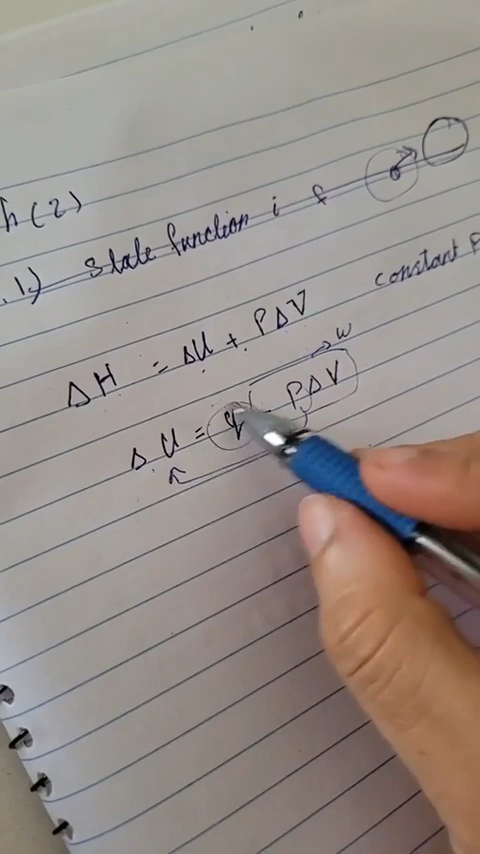 h (2)
.1.) State function i f
constant P
ΔH = ΔU + PΔV
w
ΔU = q - PΔV